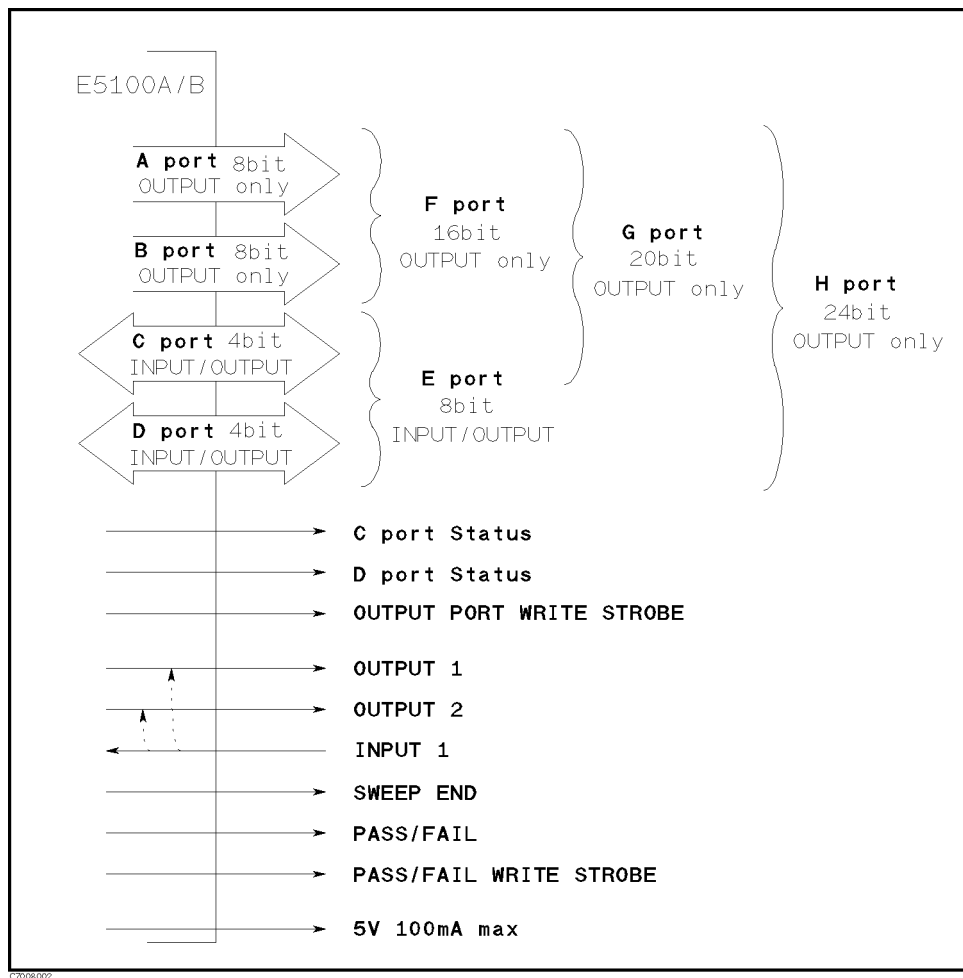 E5100A/B
A port 8bit
OUTPUT only
B port 8bit
OUTPUT only
C port 4bit
INPUT/OUTPUT
D port 4bit
INPUT/OUTPUT
F port
16bit
OUTPUT only
E port
8bit
INPUT/OUTPUT
G port
20bit
OUTPUT only
H port
24bit
OUTPUT only
C port Status
D port Status
OUTPUT PORT WRITE STROBE
OUTPUT 1
OUTPUT 2
INPUT 1
SWEEP END
PASS/FAIL
PASS/FAIL WRITE STROBE
5V 100mA max
C7008002